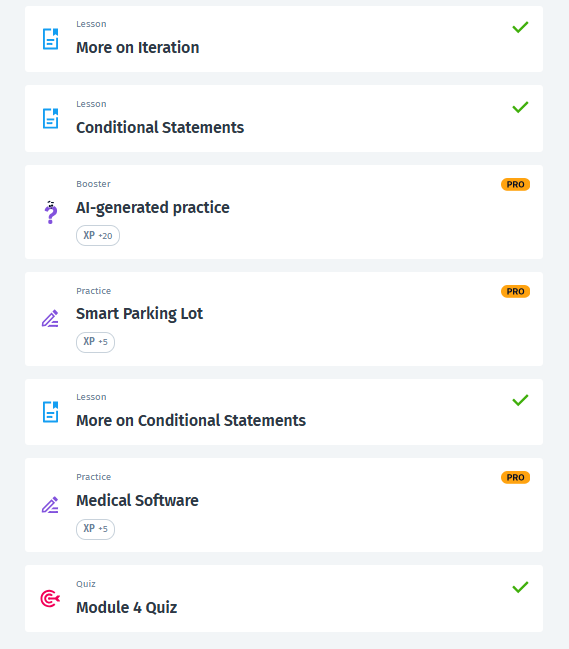 Lesson
More on Iteration
Lesson
Conditional Statements
Booster
PRO
AI-generated practice
XP +20
Practice
PRO
Smart Parking Lot
XP +5
Lesson
More on Conditional Statements
Practice
PRO
Medical Software
XP +5
Quiz
Module 4 Quiz